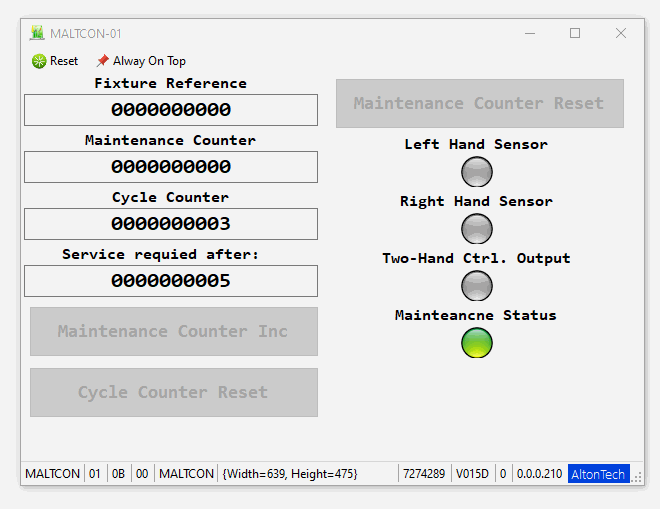 MALTCON-01
Reset Alway On Top
Fixture Reference
0000000000
Maintenance Counter
0000000000
Cycle Counter
0000000003
Service requied after:
0000000005
Maintenance Counter Inc
Cycle Counter Reset
Maintenance Counter Reset
Left Hand Sensor
Right Hand Sensor
Two-Hand Ctrl. Output
Mainteancne Status
MALTCON 01 0B 00 MALTCON {Width=639, Height=475} 7274289 V015D 0 0.0.0.210 AltonTech